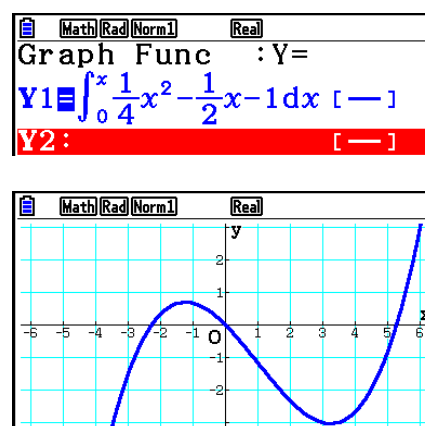 Math Rad Norm1 Real
Graph Func :Y=
Y1=∫₀ˣ 1/4x²-1/2x-1dx [—]
Y2: [—]
Math Rad Norm1 Real
y
2
1
-6 -5 -4 -3 -2 -1 O 1 2 3 4 5 6 x
-1
-2